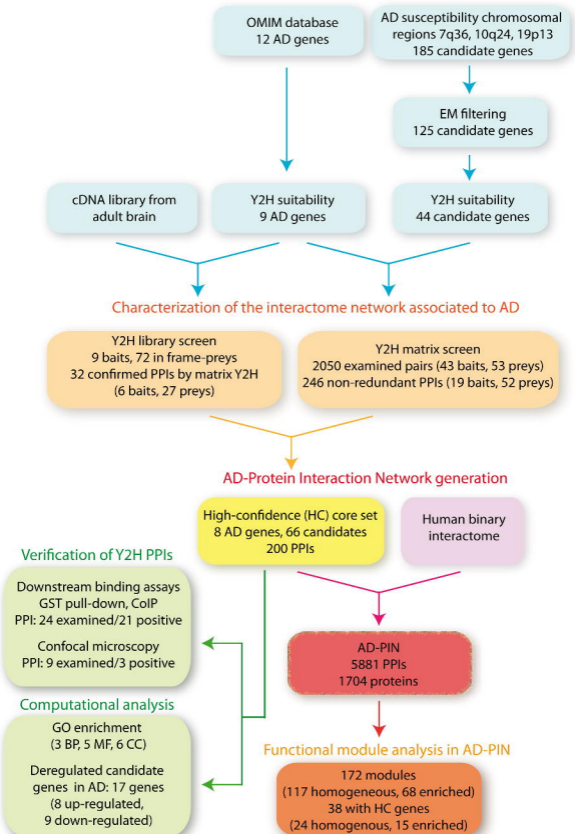 OMIM database
12 AD genes
AD susceptibility chromosomal
regions 7q36, 10q24, 19p13
185 candidate genes
EM filtering
125 candidate genes
cDNA library from
adult brain
Y2H suitability
9 AD genes
Y2H suitability
44 candidate genes
Characterization of the interactome network associated to AD
Y2H library screen
9 baits, 72 in frame-preys
32 confirmed PPIs by matrix Y2H
(6 baits, 27 preys)
Y2H matrix screen
2050 examined pairs (43 baits, 53 preys)
246 non-redundant PPIs (19 baits, 52 preys)
AD-Protein Interaction Network generation
High-confidence (HC) core set
8 AD genes, 66 candidates
200 PPIs
Human binary
interactome
Verification of Y2H PPIs
Downstream binding assays
GST pull-down, CoIP
PPI: 24 examined/21 positive
Confocal microscopy
PPI: 9 examined/3 positive
AD-PIN
5881 PPIs
1704 proteins
Computational analysis
GO enrichment
(3 BP, 5 MF, 6 CC)
Deregulated candidate
genes in AD: 17 genes
(8 up-regulated,
9 down-regulated)
Functional module analysis in AD-PIN
172 modules
(117 homogeneous, 68 enriched)
38 with HC genes
(24 homogenous, 15 enriched)